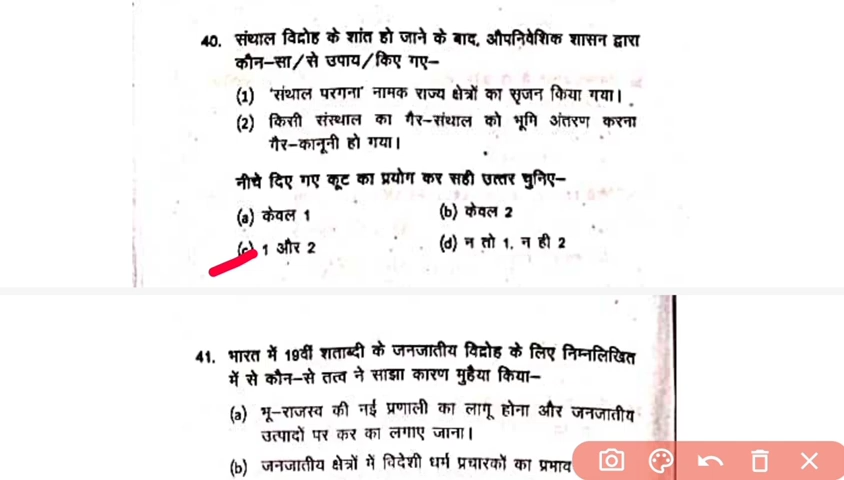 40. संथाल विद्रोह के शांत हो जाने के बाद, औपनिवेशिक शासन द्वारा
कौन-सा/से उपाय/किए गए-
(1) 'संथाल परगना' नामक राज्य क्षेत्रों का सृजन किया गया।
(2) किसी संस्थाल का गैर-संथाल को भूमि अंतरण करना
गैर-कानूनी हो गया।
नीचे दिए गए कूट का प्रयोग कर सही उत्तर चुनिए-
(a) केवल 1 (b) केवल 2
(c) 1 और 2 (d) न तो 1, न ही 2
41. भारत में 19वीं शताब्दी के जनजातीय विद्रोह के लिए निम्नलिखित
में से कौन-से तत्व ने साझा कारण मुहैया किया-
(a) भू-राजस्व की नई प्रणाली का लागू होना और जनजातीय
उत्पादों पर कर का लगाए जाना।
(b) जनजातीय क्षेत्रों में विदेशी धर्म प्रचारकों का प्रभाव